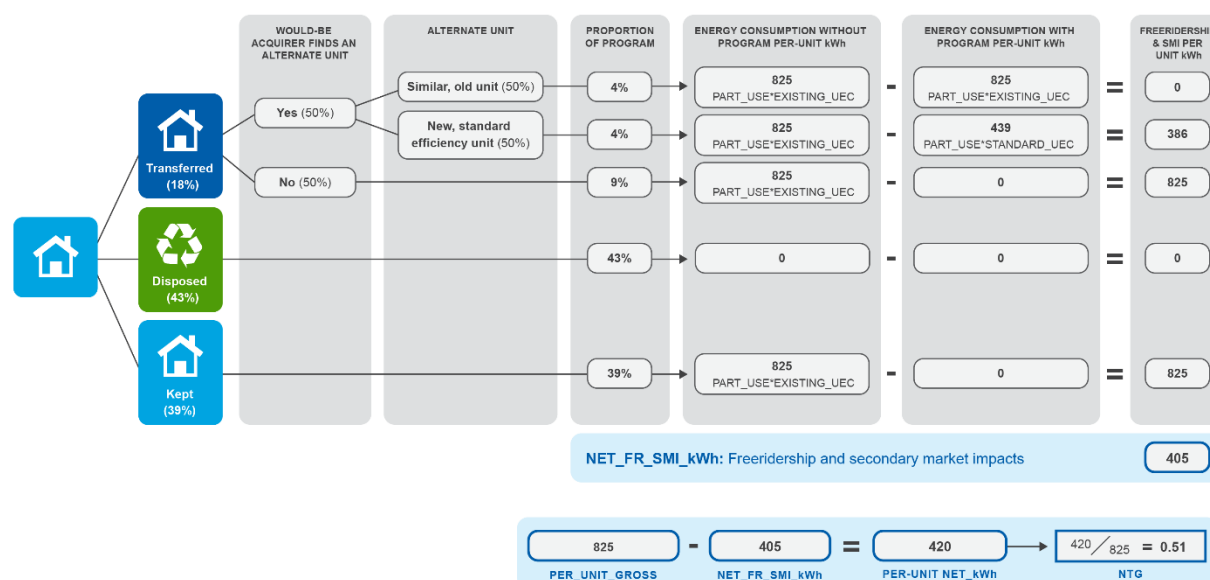 WOULD-BE
ACQUIRER FINDS AN
ALTERNATE UNIT
ALTERNATE UNIT
PROPORTION
OF PROGRAM
ENERGY CONSUMPTION WITHOUT
PROGRAM PER-UNIT kWh
ENERGY CONSUMPTION WITH
PROGRAM PER-UNIT kWh
FREERIDERSHI
& SMI PER
UNIT kWh
Transferred
(18%)
Yes (50%)
Similar, old unit (50%)
4%
825
PART_USE*EXISTING_UEC
-
825
PART_USE*EXISTING_UEC
=
0
New, standard
efficiency unit (50%)
4%
825
PART_USE*EXISTING_UEC
-
439
PART_USE*STANDARD_UEC
=
386
No (50%)
9%
825
PART_USE*EXISTING_UEC
-
0
=
825
Disposed
(43%)
43%
0
-
0
=
0
Kept
(39%)
39%
825
PART_USE*EXISTING_UEC
-
0
=
825
NET_FR_SMI_kWh: Freeridership and secondary market impacts
405
825
-
405
=
420
420/825 = 0.51
PER_UNIT_GROSS
NET_FR_SMI_kWh
PER-UNIT NET_kWh
NTG